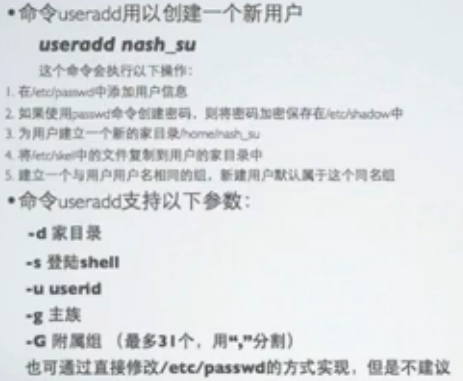 •命令useradd用以创建一个新用户
useradd nash_su
这个命令会执行以下操作：
1. 在/etc/passwd中添加用户信息
2. 如果使用passwd命令创建密码，则将密码加密保存在/etc/shadow中
3. 为用户建立一个新的家目录/home/nash_su
4. 将/etc/skel中的文件复制到用户的家目录中
5. 建立一个与用户用户名相同的组，新建用户默认属于这个同名组
•命令useradd支持以下参数：
-d 家目录
-s 登陆shell
-u userid
-g 主族
-G 附属组 （最多31个，用“,”分割）
也可通过直接修改/etc/passwd的方式实现，但是不建议